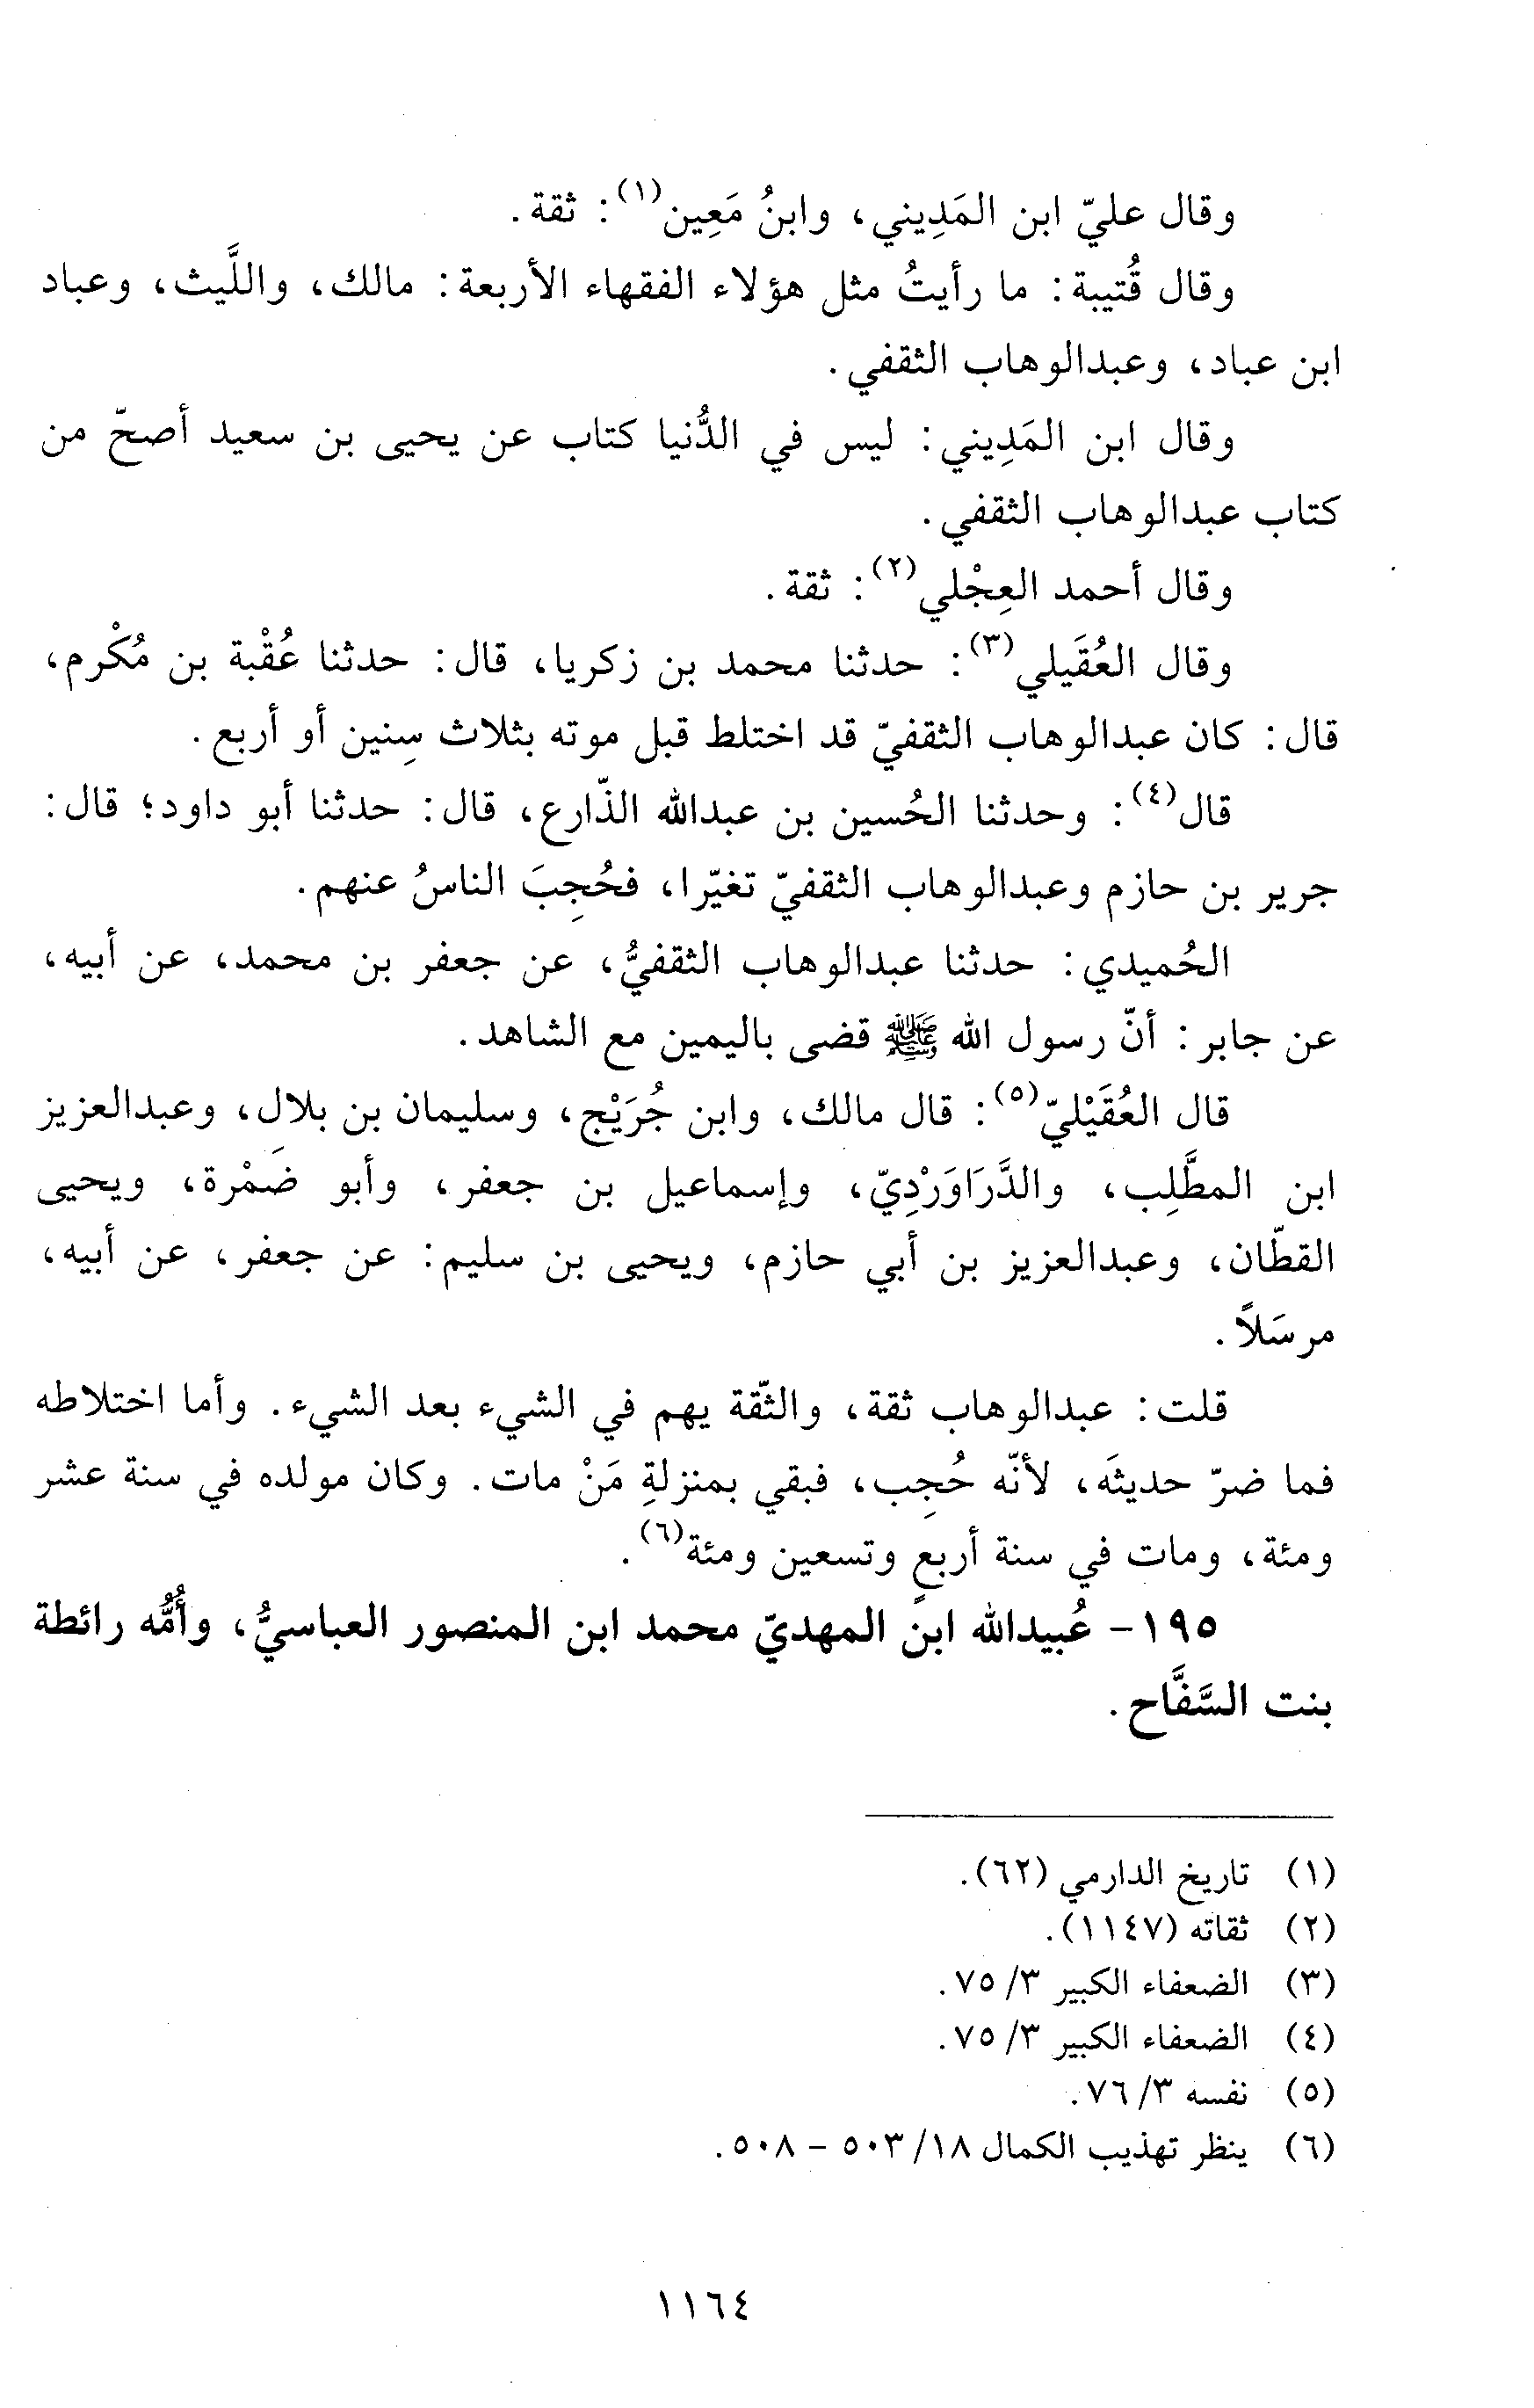 وقال عليّ ابن المَدِيني، وابنُ مَعِين(١): ثقة.
وقال قُتيبة: ما رأيتُ مثل هؤلاء الفقهاء الأربعة: مالك، واللَّيث، وعباد
ابن عباد، وعبدالوهاب الثقفي.
وقال ابن المَدِيني: ليس في الدُّنيا كتاب عن يحيى بن سعيد أصحّ من
كتاب عبدالوهاب الثقفي.
وقال أحمد العِجْلي(٢): ثقة.
وقال العُقَيلي(٣): حدثنا محمد بن زكريا، قال: حدثنا عُقْبة بن مُكْرم،
قال: كان عبدالوهاب الثقفيّ قد اختلط قبل موته بثلاث سِنين أو أربع.
قال(٤): وحدثنا الحُسين بن عبدالله الذّارع، قال: حدثنا أبو داود؛ قال:
جرير بن حازم وعبدالوهاب الثقفيّ تغيّرا، فحُجِبَ الناسُ عنهم.
الحُميدي: حدثنا عبدالوهاب الثقفيُّ، عن جعفر بن محمد، عن أبيه،
عن جابر: أنّ رسول الله ﷺ قضى باليمين مع الشاهد.
قال العُقَيْليّ(٥): قال مالك، وابن جُرَيْج، وسليمان بن بلال، وعبدالعزيز
ابن المطَّلِب، والدَّرَاوَرْدِيّ، وإسماعيل بن جعفر، وأبو ضَمْرة، ويحيى
القطّان، وعبدالعزيز بن أبي حازم، ويحيى بن سليم: عن جعفر، عن أبيه،
مرسَلاً.
قلت: عبدالوهاب ثقة، والثّقة يهم في الشيء بعد الشيء. وأما اختلاطه
فما ضرّ حديثَه، لأنّه حُجِب، فبقي بمنزلةِ مَنْ مات. وكان مولده في سنة عشر
ومئة، ومات في سنة أربعٍ وتسعين ومئة(٦).
١٩٥- عُبيدالله ابن المهديّ محمد ابن المنصور العباسيُّ، وأُمُّه رائطة
بنت السَّفَّاح.
(١) تاريخ الدارمي (٦٢).
(٢) ثقاته (١١٤٧).
(٣) الضعفاء الكبير ٣/ ٧٥.
(٤) الضعفاء الكبير ٣/ ٧٥.
(٥) نفسه ٣/ ٧٦.
(٦) ينظر تهذيب الكمال ١٨/ ٥٠٣ - ٥٠٨.
١١٦٤